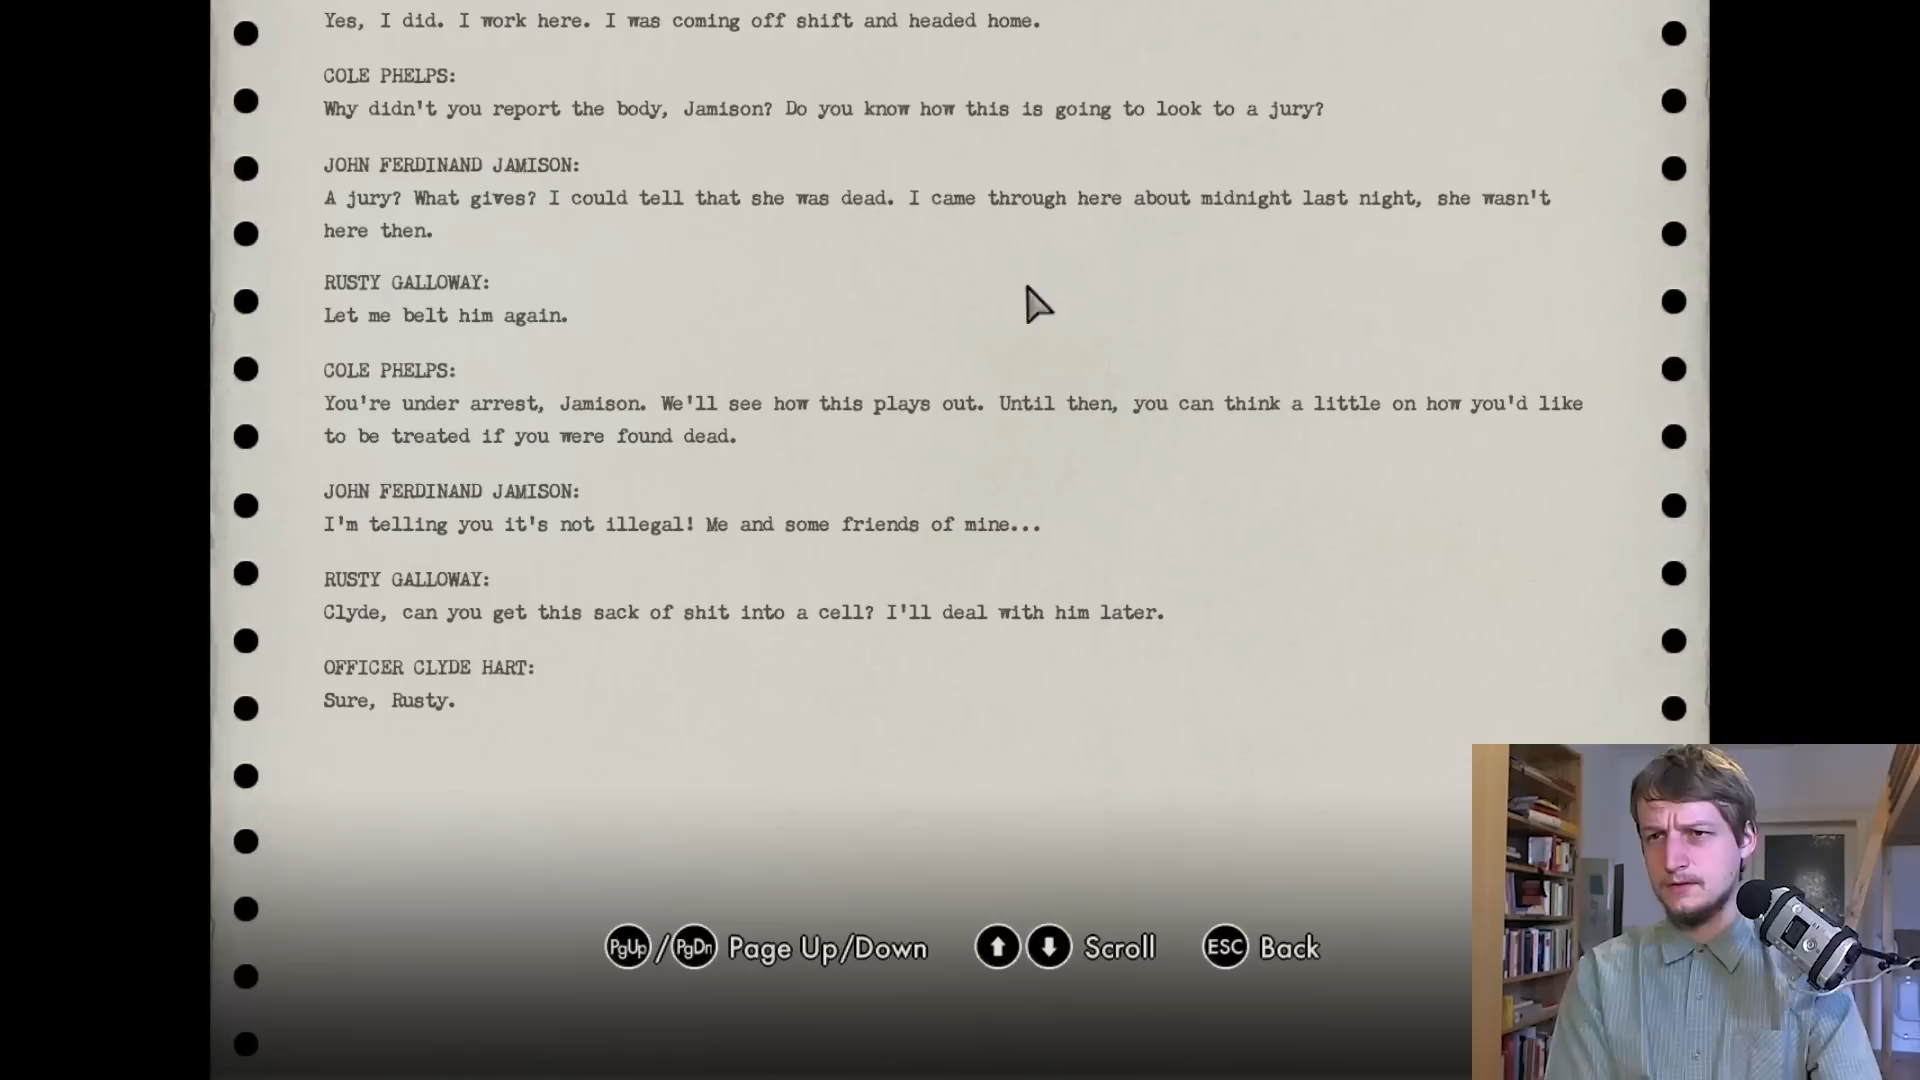 Yes, I did. I work here. I was coming off shift and headed home.
COLE PHELPS:
Why didn't you report the body, Jamison? Do you know how this is going to look to a jury?
JOHN FERDINAND JAMISON:
A jury? What gives? I could tell that she was dead. I came through here about midnight last night, she wasn't
here then.
RUSTY GALLOWAY:
Let me belt him again.
COLE PHELPS:
You're under arrest, Jamison. We'll see how this plays out. Until then, you can think a little on how you'd like
to be treated if you were found dead.
JOHN FERDINAND JAMISON:
I'm telling you it's not illegal! Me and some friends of mine...
RUSTY GALLOWAY:
Clyde, can you get this sack of shit into a cell? I'll deal with him later.
OFFICER CLYDE HART:
Sure, Rusty.
PgUp/PgDn Page Up/Down Scroll ESC Back